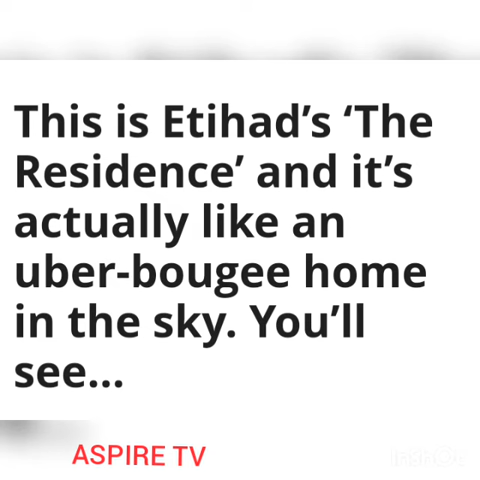 This is Etihad’s ‘The
Residence’ and it’s
actually like an
uber-bougee home
in the sky. You’ll
see...
ASPIRE TV